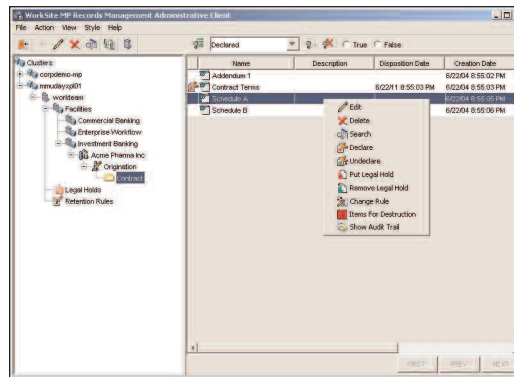 WorkSite MP Records Management Administrative Client
File Action View Style Help
Declared True False
Clusters
corpdemo-mp
mmudayxpl01
workteam
Facilities
Commercial Banking
Enterprise Workflow
Investment Banking
Acme Pharma Inc
Origination
Contract
Legal Holds
Retention Rules
Name Description Disposition Date Creation Date
Addendum 1 6/22/04 8:55:02 PM
Contract Terms 6/22/11 8:55:03 PM 6/22/04 8:55:03 PM
Schedule A 6/22/04 8:55:05 PM
Schedule B 6/22/04 8:55:06 PM
Edit
Delete
Search
Declare
Undeclare
Put Legal Hold
Remove Legal Hold
Change Rule
Items For Destruction
Show Audit Trail
FIRST PREV NEXT